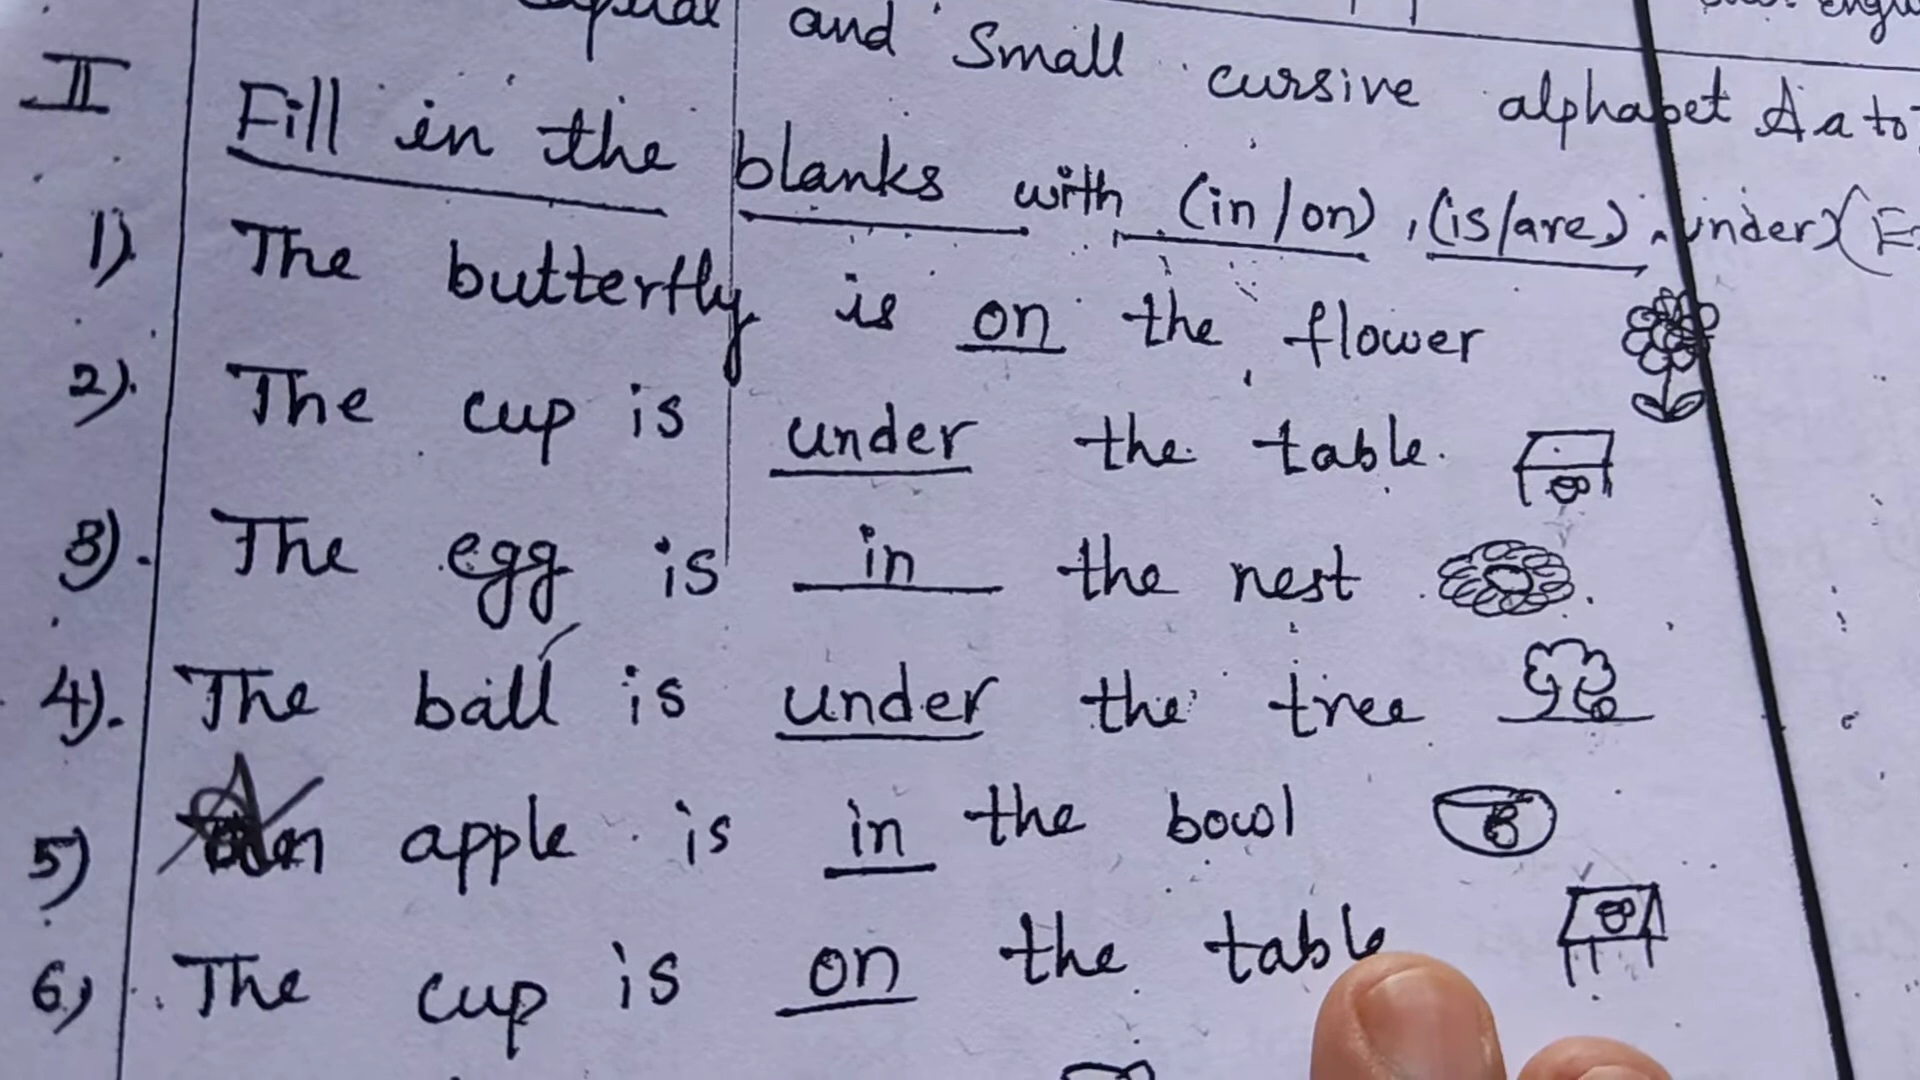 and Small cursive alphabet Aa to
II Fill in the blanks with (in/on), (is/are), under)
1) The butterfly is on the flower
2). The cup is under the table.
3). The egg is in the nest
4). The ball is under the tree
5) apple is in the bowl
6) The cup is on the table